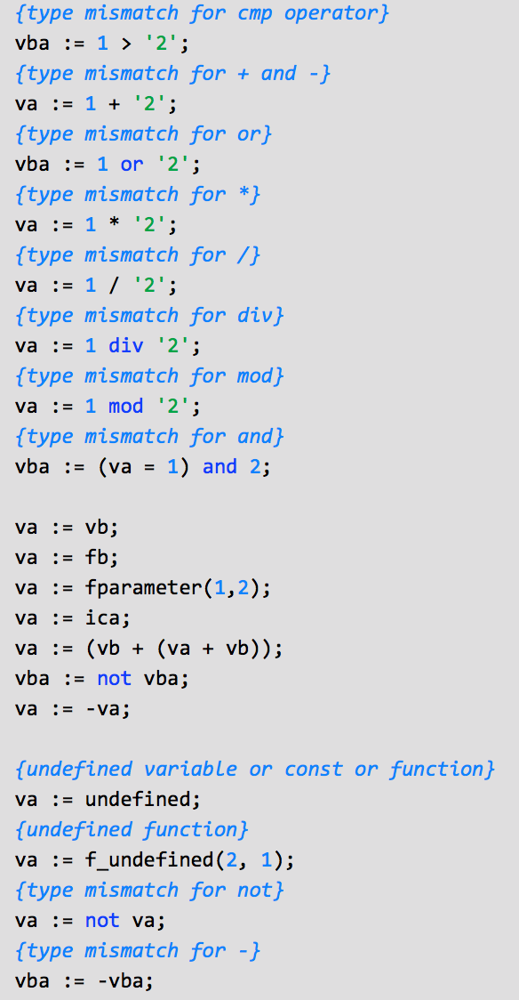 {type mismatch for cmp operator}
vba := 1 > '2';
{type mismatch for + and -}
va := 1 + '2';
{type mismatch for or}
vba := 1 or '2';
{type mismatch for *}
va := 1 * '2';
{type mismatch for /}
va := 1 / '2';
{type mismatch for div}
va := 1 div '2';
{type mismatch for mod}
va := 1 mod '2';
{type mismatch for and}
vba := (va = 1) and 2;
va := vb;
va := fb;
va := fparameter(1,2);
va := ica;
va := (vb + (va + vb));
vba := not vba;
va := -va;
{undefined variable or const or function}
va := undefined;
{undefined function}
va := f_undefined(2, 1);
{type mismatch for not}
va := not va;
{type mismatch for -}
vba := -vba;